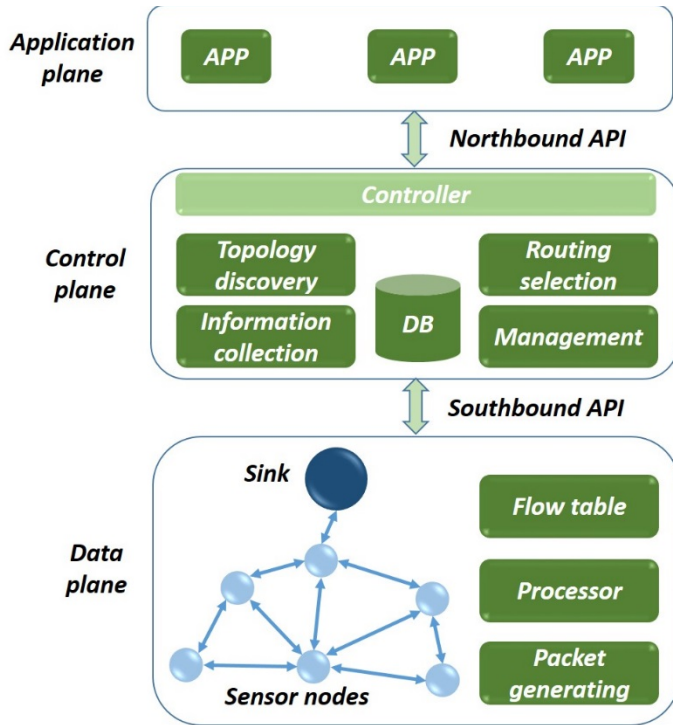 Application
plane
APP
APP
APP
Northbound API
Control
plane
Controller
Topology
discovery
Routing
selection
Information
collection
DB
Management
Southbound API
Data
plane
Sink
Sensor nodes
Flow table
Processor
Packet
generating